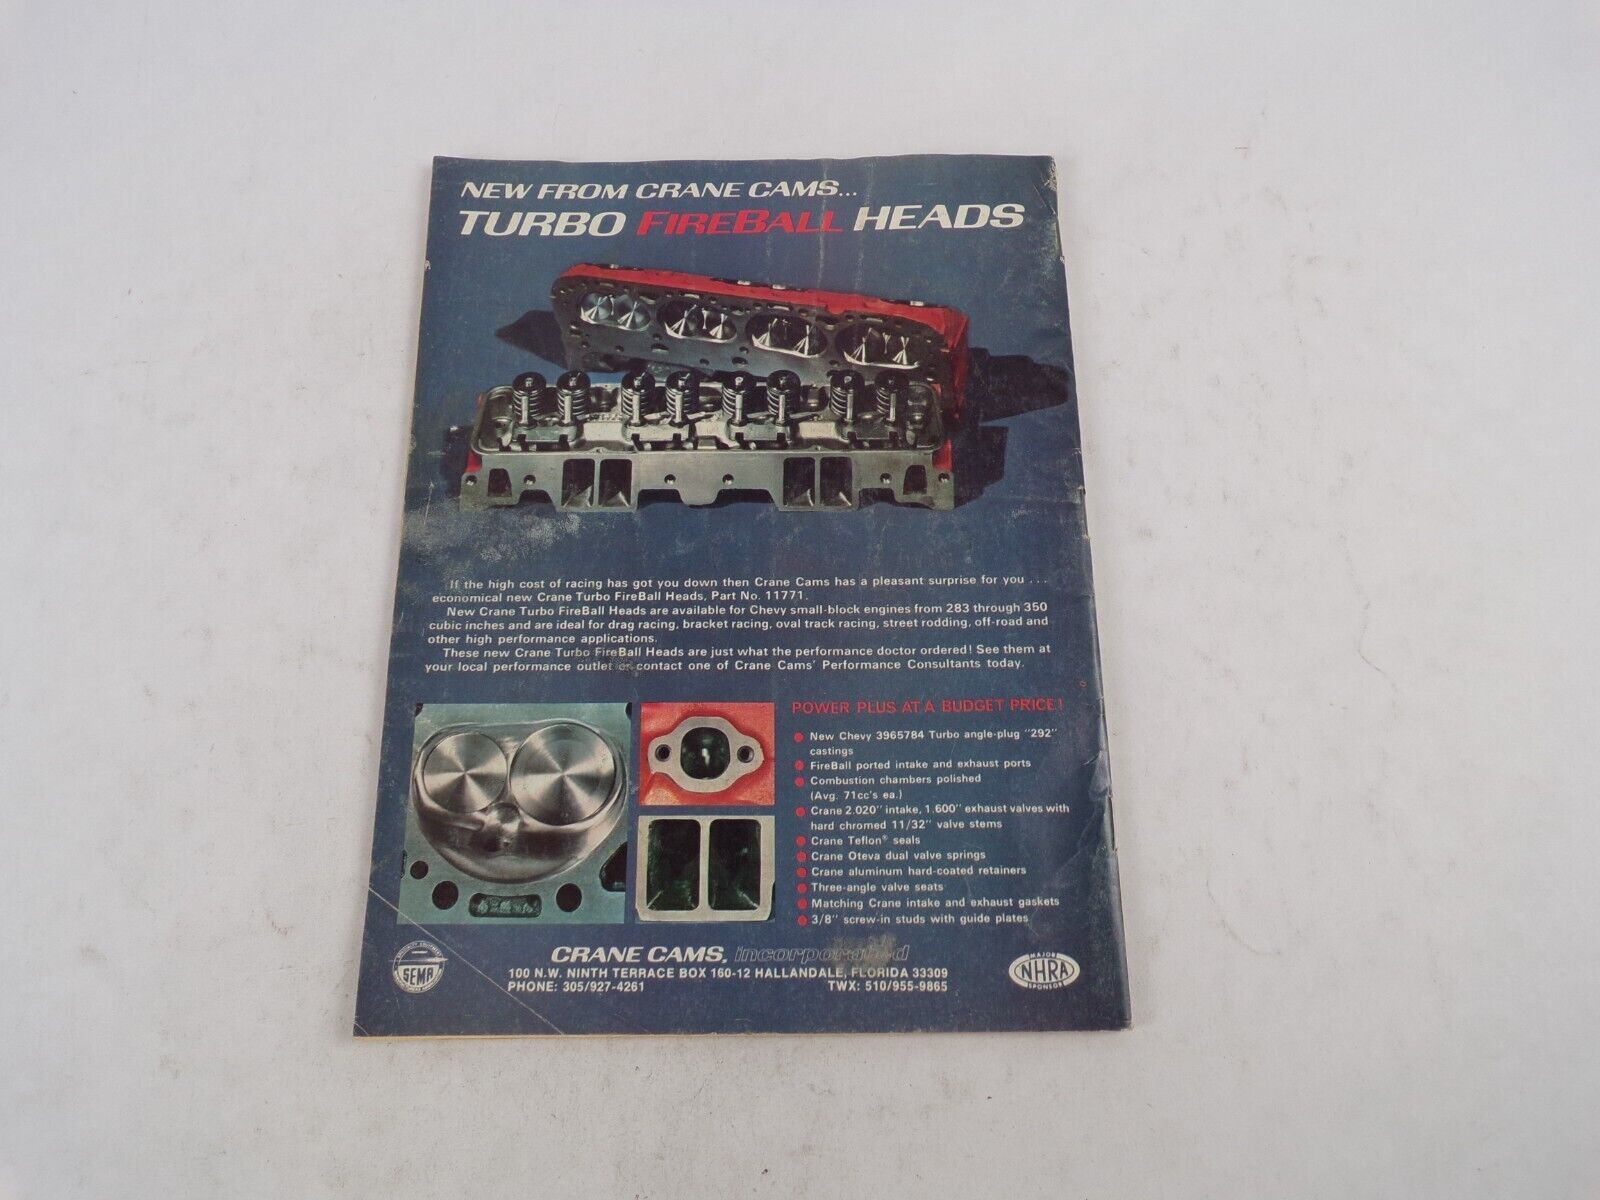 NEW FROM CRANE CAMS...
TURBO FIREBALL HEADS
If the high cost of racing has got you down then Crane Cams has a pleasant surprise for you ...
economical new Crane Turbo FireBall Heads, Part No. 11771.
New Crane Turbo FireBall Heads are available for Chevy small-block engines from 283 through 350
cubic inches and are ideal for drag racing, bracket racing, oval track racing, street rodding, off-road and
other high performance applications.
These new Crane Turbo FireBall Heads are just what the performance doctor ordered! See them at
your local performance outlet or contact one of Crane Cams' Performance Consultants today.
POWER PLUS AT A BUDGET PRICE!
● New Chevy 3965784 Turbo angle-plug "292"
castings
● FireBall ported intake and exhaust ports
● Combustion chambers polished
(Avg. 71cc's ea.)
● Crane 2.020" intake, 1.600" exhaust valves with
hard chromed 11/32" valve stems
● Crane Teflon® seals
● Crane Oteva dual valve springs
● Crane aluminum hard-coated retainers
● Three-angle valve seats
● Matching Crane intake and exhaust gaskets
● 3/8" screw-in studs with guide plates
SEMA
CRANE CAMS, incorporated
100 N.W. NINTH TERRACE BOX 160-12 HALLANDALE, FLORIDA 33309
PHONE: 305/927-4261 TWX: 510/955-9865
MAJOR
NHRA
SPONSOR